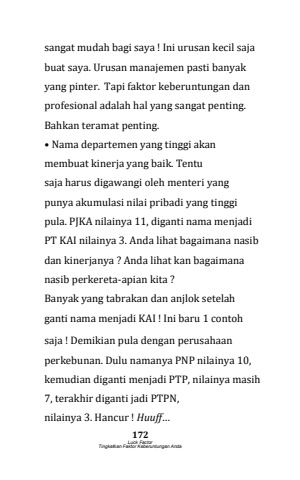 sangat mudah bagi saya ! Ini urusan kecil saja
buat saya. Urusan manajemen pasti banyak
yang pinter.  Tapi faktor keberuntungan dan
profesional adalah hal yang sangat penting.
Bahkan teramat penting.
• Nama departemen yang tinggi akan
membuat kinerja yang baik. Tentu
saja harus digawangi oleh menteri yang
punya akumulasi nilai pribadi yang tinggi
pula. PJKA nilainya 11, diganti nama menjadi
PT KAI nilainya 3. Anda lihat bagaimana nasib
dan kinerjanya ? Anda lihat kan bagaimana
nasib perkereta-apian kita ?
Banyak yang tabrakan dan anjlok setelah
ganti nama menjadi KAI ! Ini baru 1 contoh
saja ! Demikian pula dengan perusahaan
perkebunan. Dulu namanya PNP nilainya 10,
kemudian diganti menjadi PTP, nilainya masih
7, terakhir diganti jadi PTPN,
nilainya 3. Hancur ! Huuff...
172
Luck Factor
Tingkatkan Faktor Keberuntungan Anda